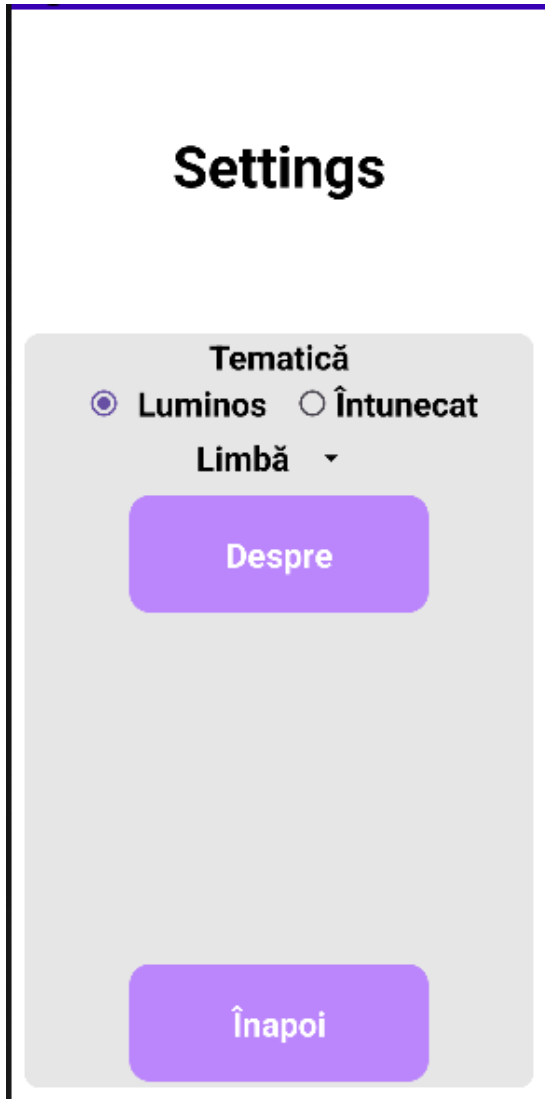 Settings
Tematică
Luminos Întunecat
Limbă
Despre
Înapoi